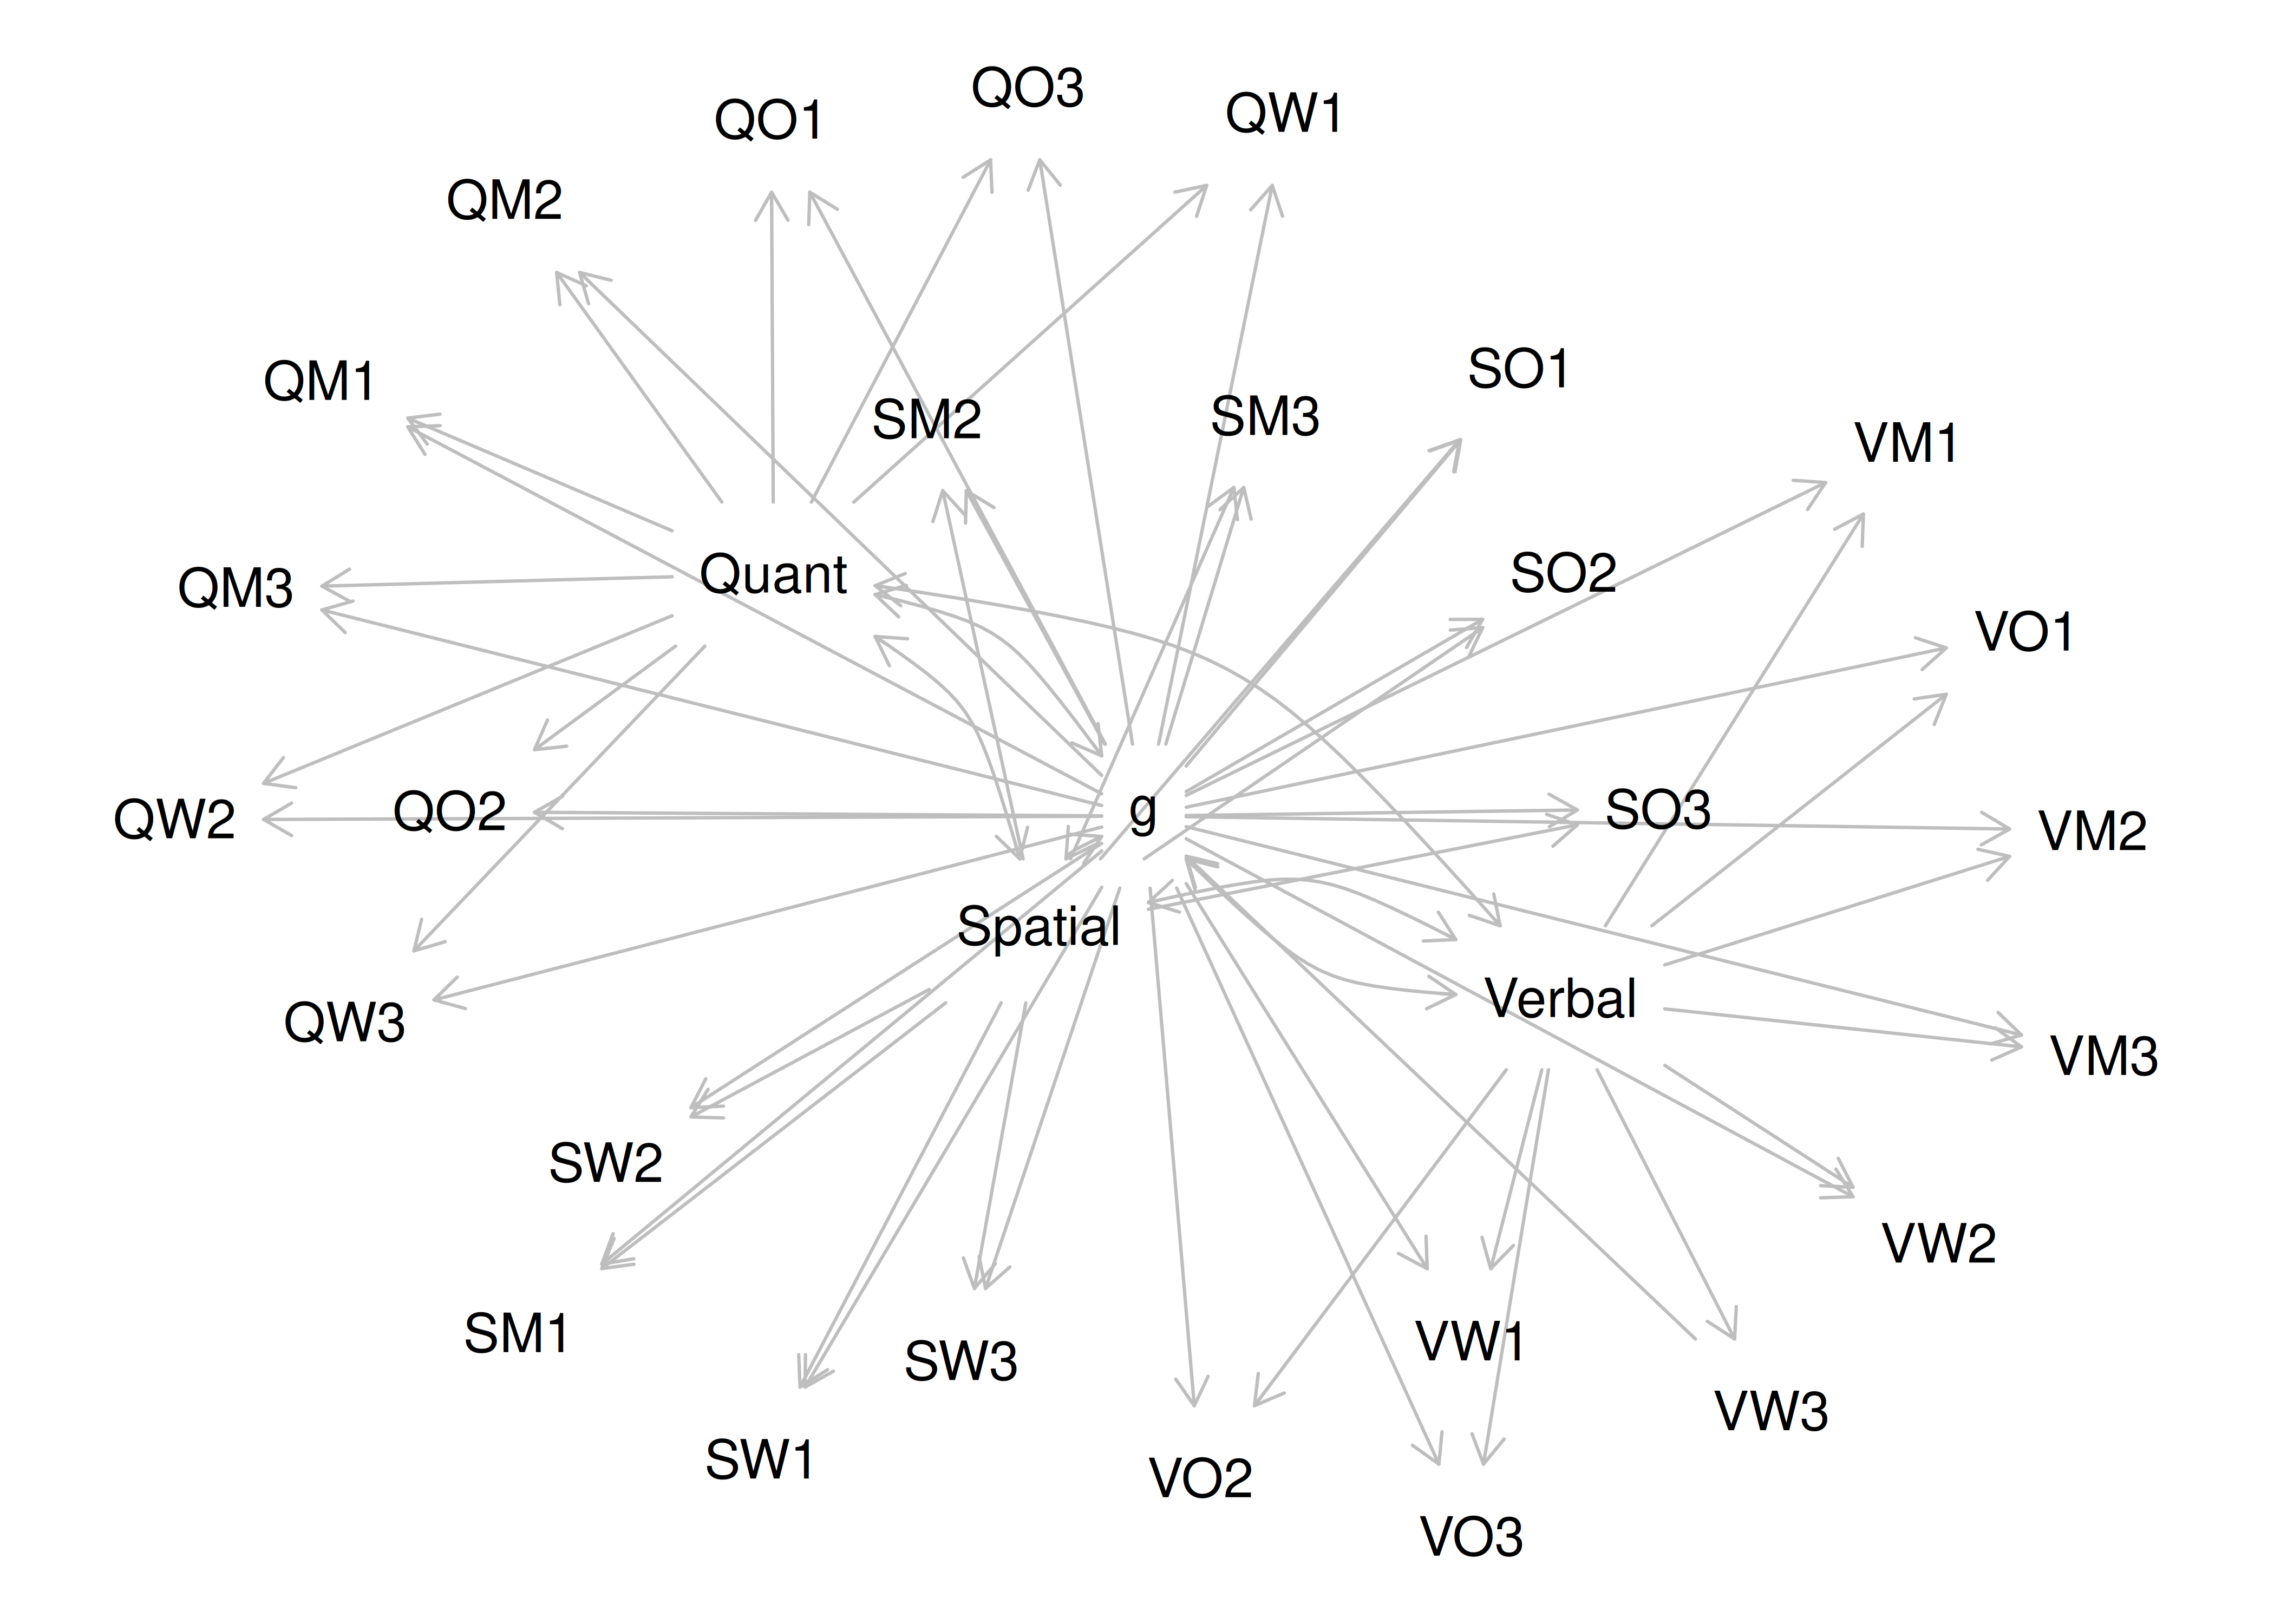 QO3
QW1
QO1
QM2
SO1
QM1
SM3
SM2
VM1
SO2
Quant
QM3
VO1
g
SO3
QO2
QW2
VM2
Spatial
Verbal
QW3
VM3
SW2
VW2
SM1
VW1
SW3
VW3
SW1
VO2
VO3